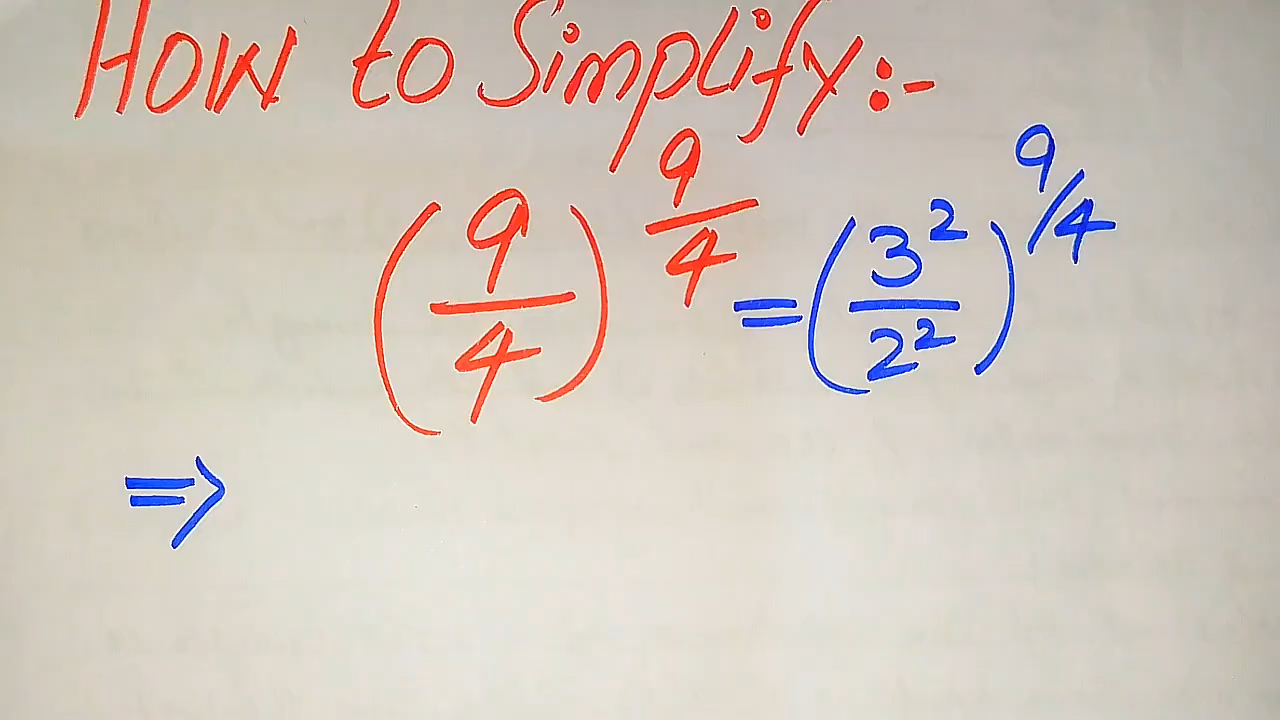 How to Simplify:-
(9/4)^9/4 = (3²/2²)^9/4
⇒